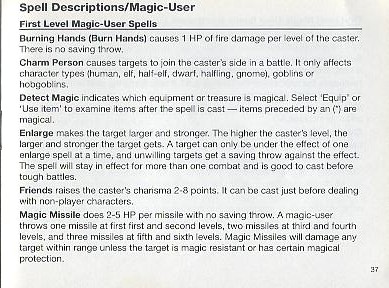 Spell Descriptions/Magic-User
First Level Magic-User Spells
Burning Hands (Burn Hands) causes 1 HP of fire damage per level of the caster.
There is no saving throw.
Charm Person causes targets to join the caster's side in a battle. It only affects
character types (human, elf, half-elf, dwarf, halfling, gnome), goblins or
hobgoblins.
Detect Magic indicates which equipment or treasure is magical. Select 'Equip' or
'Use item' to examine items after the spell is cast — items preceded by an (*) are
magical.
Enlarge makes the target larger and stronger. The higher the caster's level, the
larger and stronger the target gets. A target can only be under the effect of one
enlarge spell at a time, and unwilling targets get a saving throw against the effect.
The spell will stay in effect for more than one combat and is good to cast before
tough battles.
Friends raises the caster's charisma 2-8 points. It can be cast just before dealing
with non-player characters.
Magic Missile does 2-5 HP per missile with no saving throw. A magic-user
throws one missile at first first and second levels, two missiles at third and fourth
levels, and three missiles at fifth and sixth levels. Magic Missiles will damage any
target within range unless the target is magic resistant or has certain magical
protection.
37